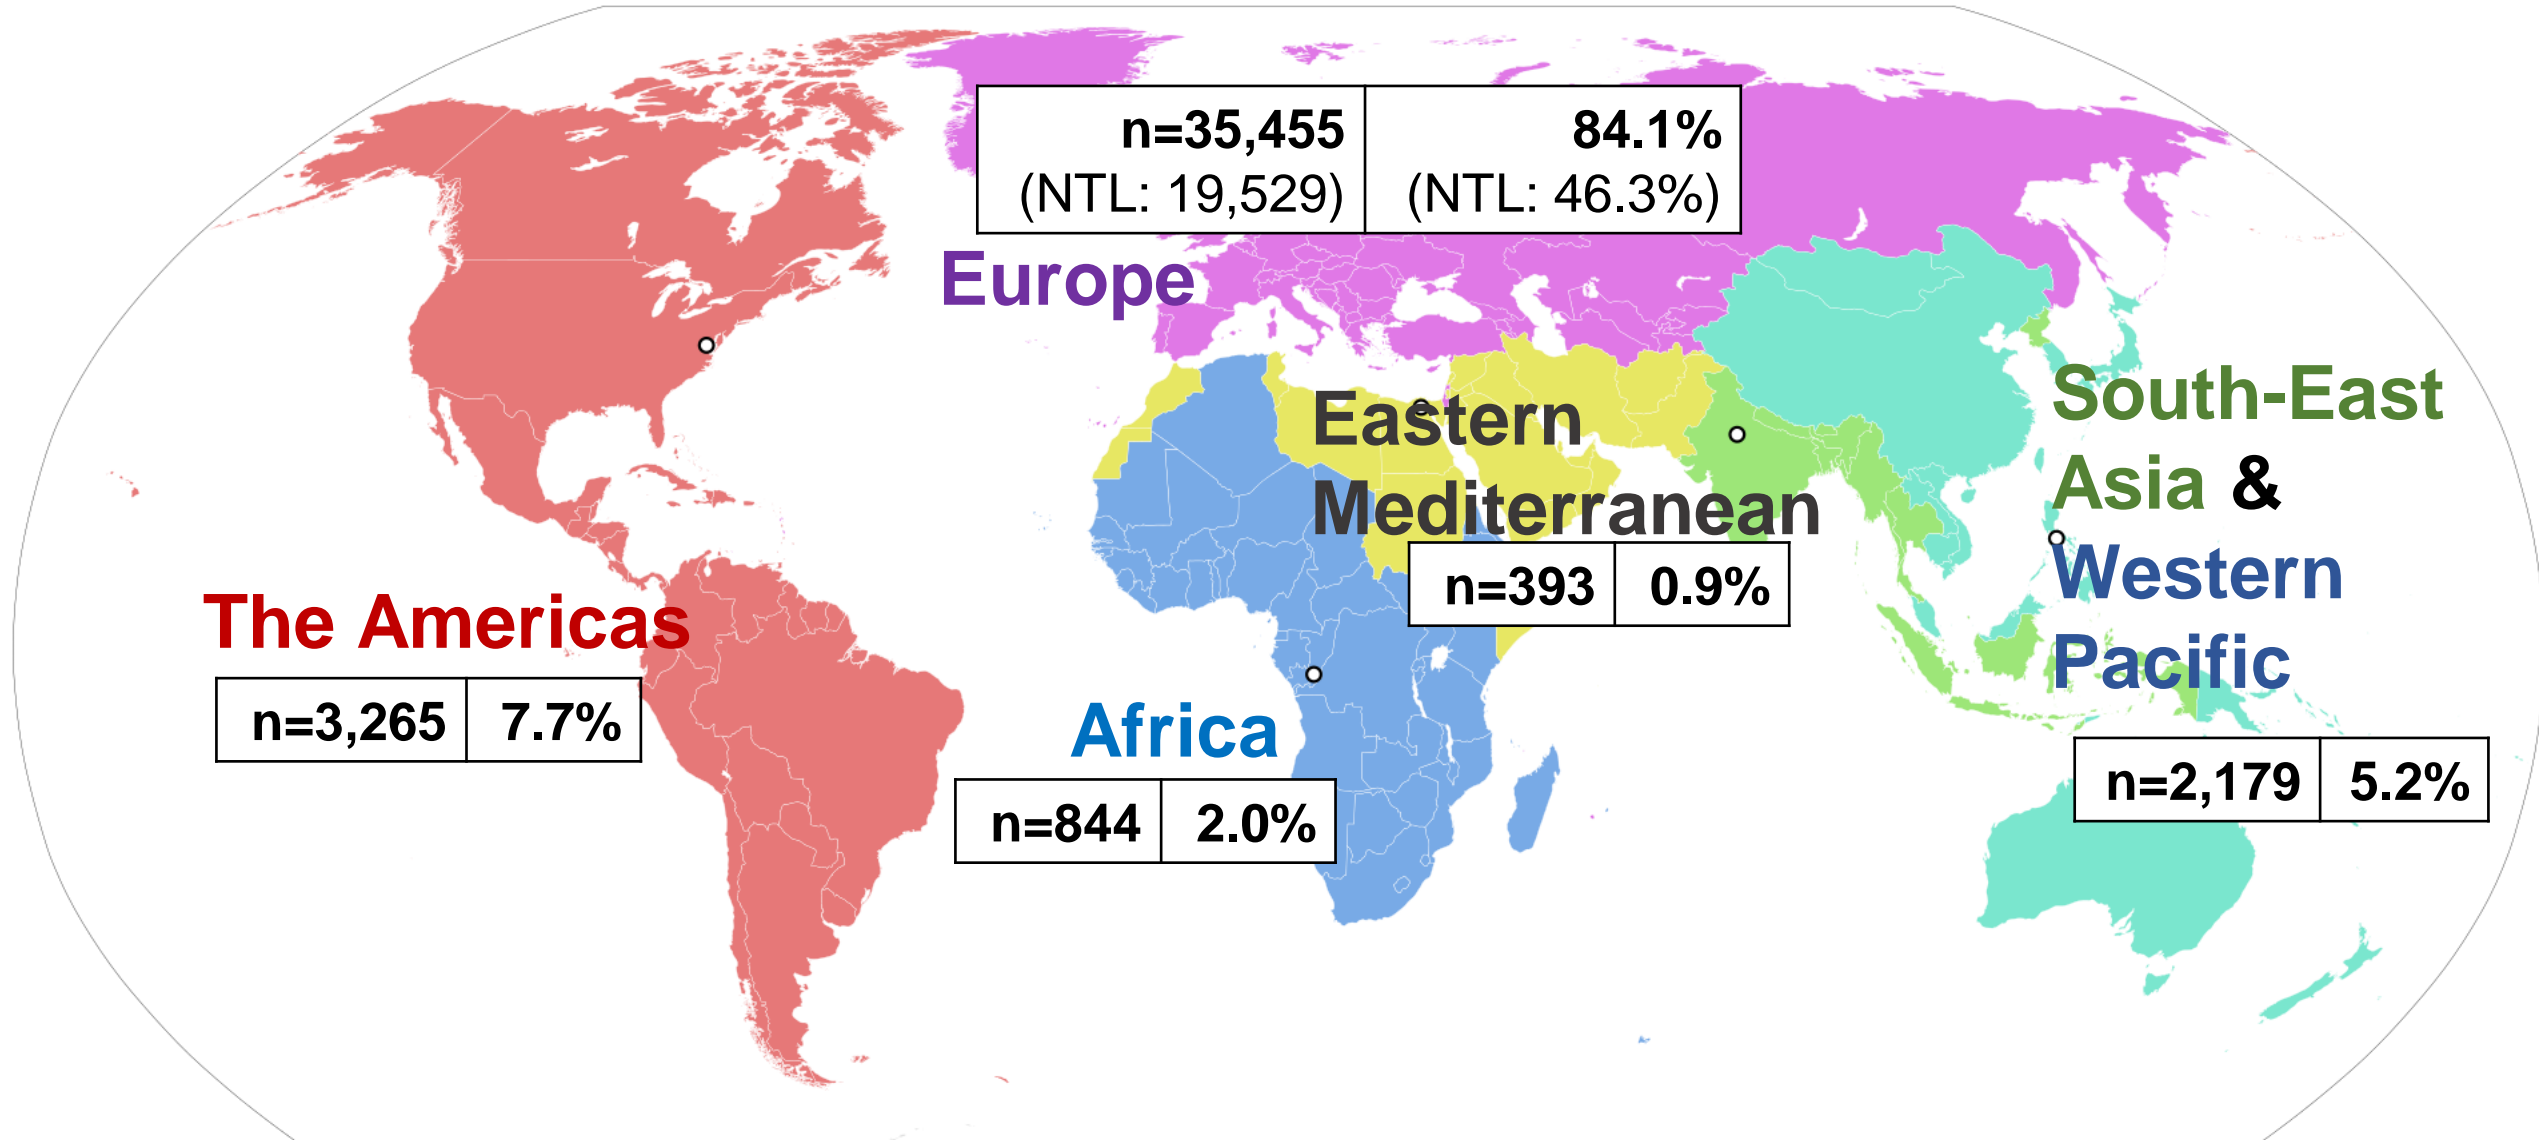 n=35,455 84.1%
(NTL: 19,529) (NTL: 46.3%)
Europe
South-East
Asia &
Western
Pacific
n=2,179 5.2%
Eastern
Mediterranean
n=393 0.9%
The Americas
n=3,265 7.7%
Africa
n=844 2.0%